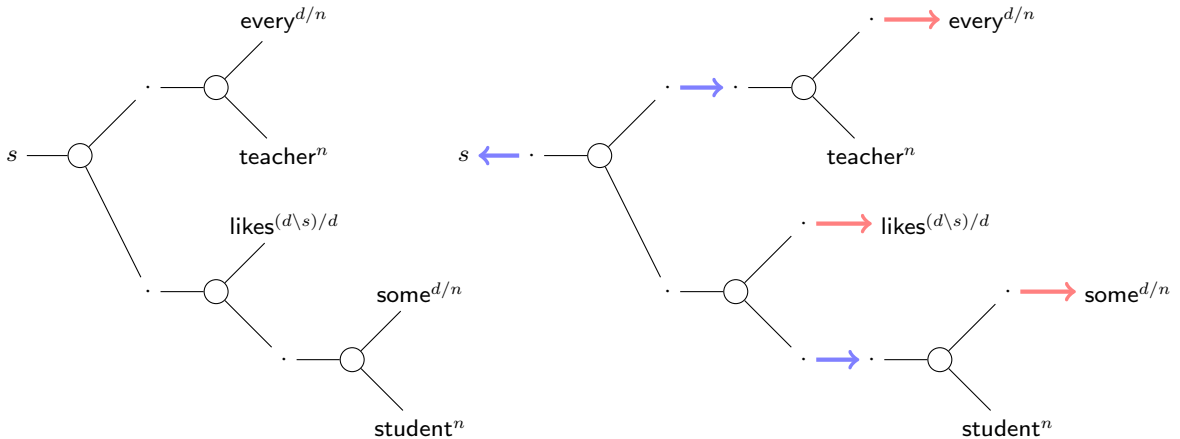 every^{d/n} every^{d/n}
s teacher^n s teacher^n
likes^{(d\s)/d} likes^{(d\s)/d}
some^{d/n} some^{d/n}
student^n student^n